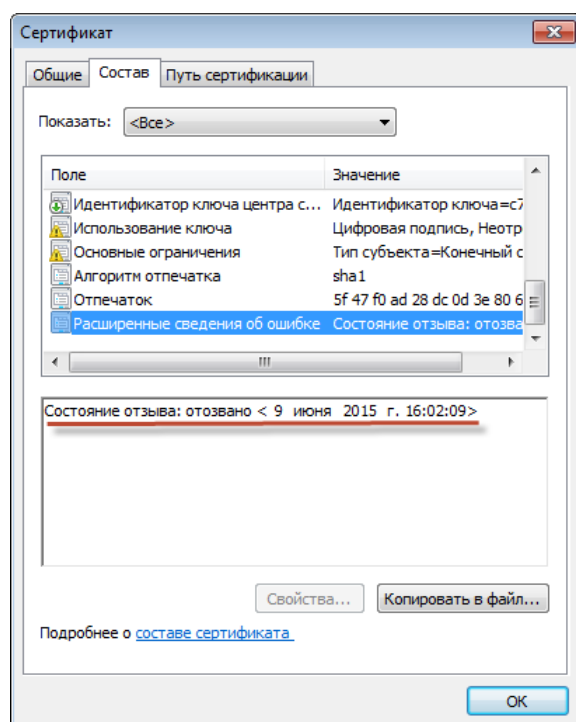 Сертификат
Общие Состав Путь сертификации
Показать: <Все>
Поле Значение
Идентификатор ключа центра с... Идентификатор ключа=c7
Использование ключа Цифровая подпись, Неотр
Основные ограничения Тип субъекта=Конечный с
Алгоритм отпечатка sha1
Отпечаток 5f 47 f0 ad 28 dc 0d 3e 80 6
Расширенные сведения об ошибке Состояние отзыва: отозва
Состояние отзыва: отозвано < 9 июня 2015 г. 16:02:09>
Свойства... Копировать в файл...
Подробнее о составе сертификата
ОК